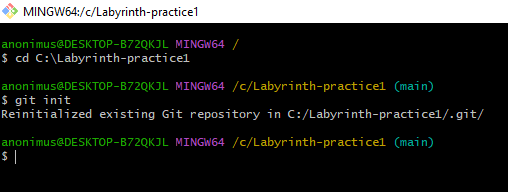 MINGW64:/c/Labyrinth-practice1
anonimus@DESKTOP-B72QKJL MINGW64 /
$ cd C:\Labyrinth-practice1
anonimus@DESKTOP-B72QKJL MINGW64 /c/Labyrinth-practice1 (main)
$ git init
Reinitialized existing Git repository in C:/Labyrinth-practice1/.git/
anonimus@DESKTOP-B72QKJL MINGW64 /c/Labyrinth-practice1 (main)
$